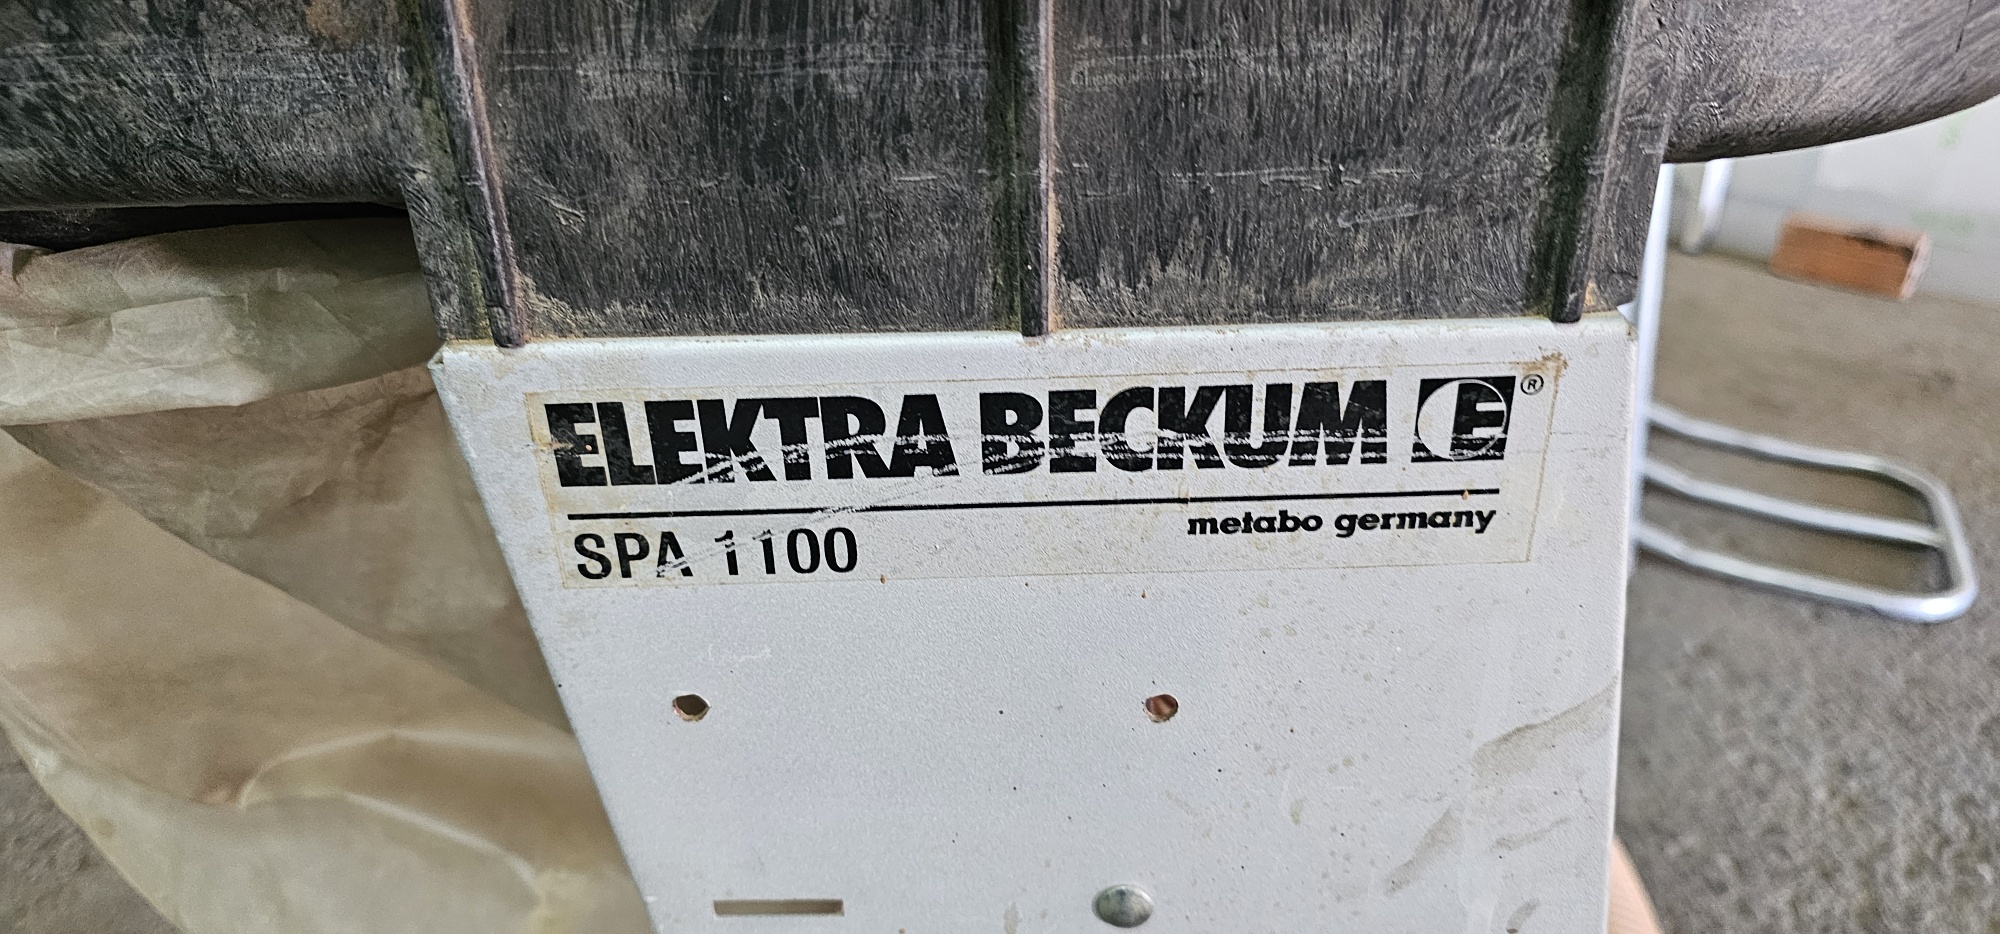 ELEKTRA BECKUM E®
metabo germany
SPA 1100